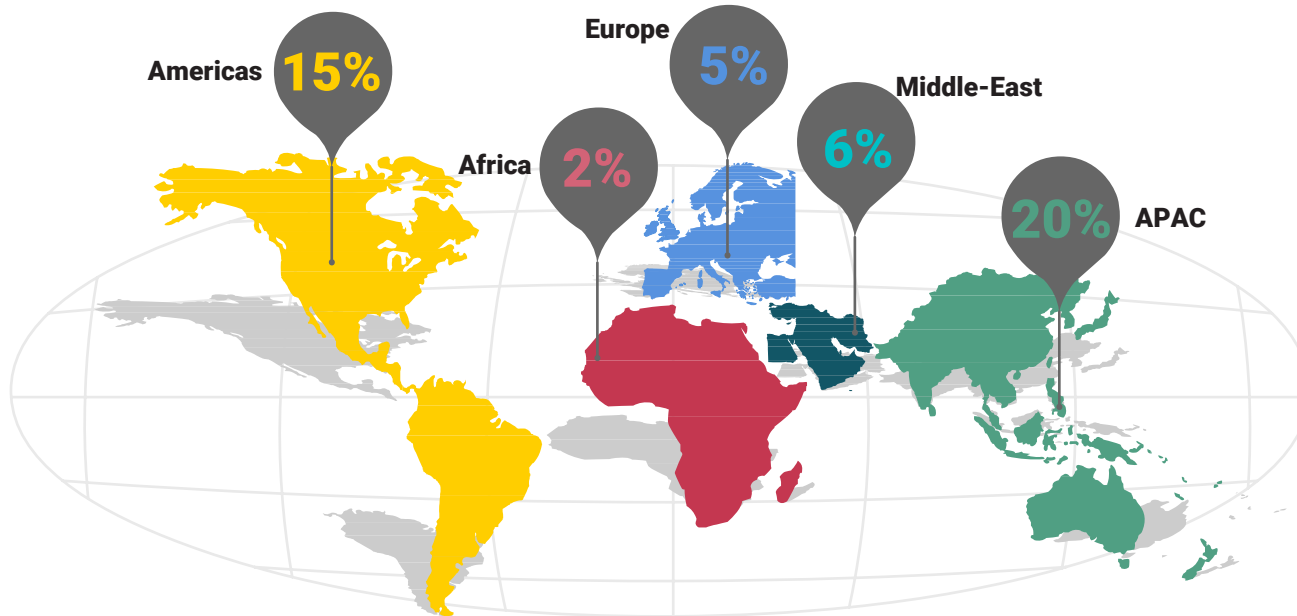 Europe
5%
Americas
15%
Middle-East
6%
Africa
2%
20%
APAC